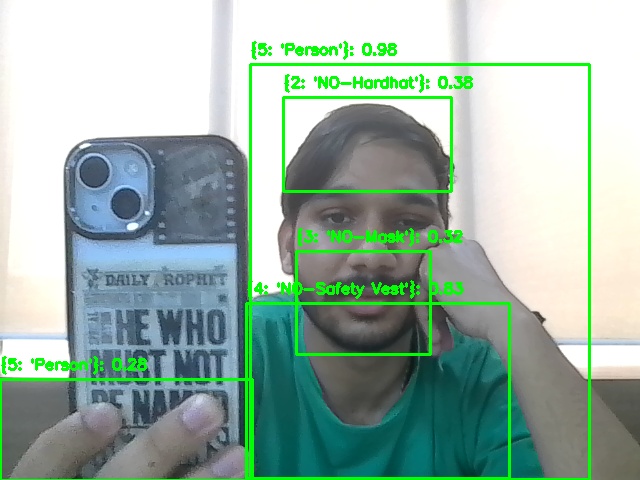 {5: 'Person'}: 0.98
{2: 'NO-Hardhat'}: 0.38
{3: 'NO-Mask'}: 0.32
{4: 'NO-Safety Vest'}: 0.83
{5: 'Person'}: 0.28
DAILY PROPHET
HE WHO
MUST NOT
BE NAMED